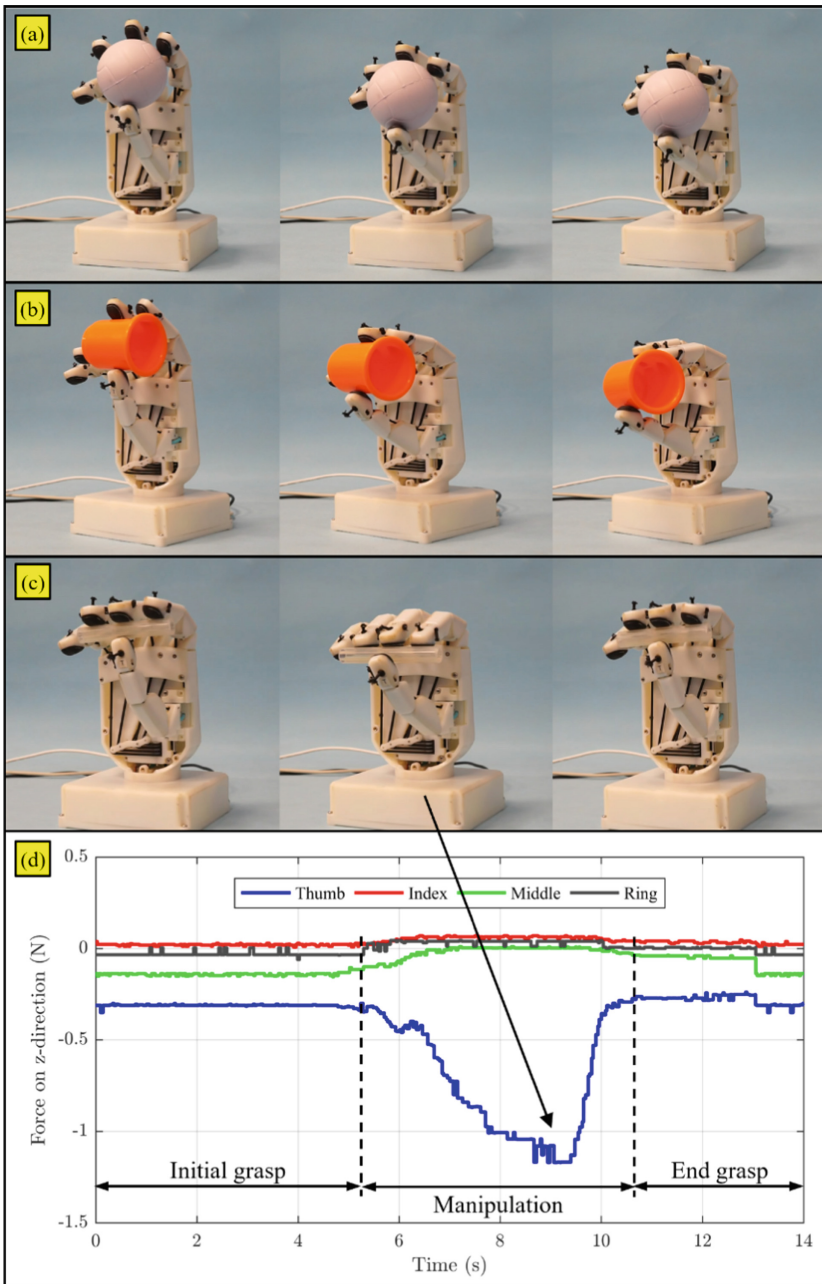 (a)
(b)
(c)
(d)
Thumb Index Middle Ring
0.5
0
-0.5
-1
-1.5
Force on z-direction (N)
Initial grasp
Manipulation
End grasp
0 2 4 6 8 10 12 14
Time (s)